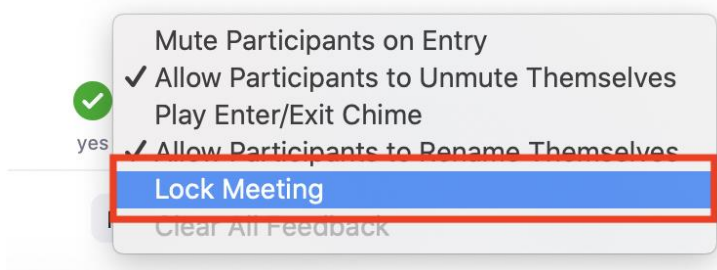 Mute Participants on Entry
✓ Allow Participants to Unmute Themselves
Play Enter/Exit Chime
yes
✓ Allow Participants to Rename Themselves
Lock Meeting
Clear All Feedback